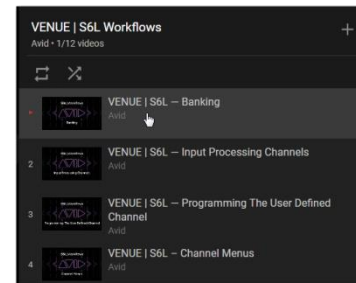 VENUE | S6L Workflows
Avid • 1/12 videos
VENUE | S6L — Banking
Avid
2
VENUE | S6L — Input Processing Channels
Avid
3
VENUE | S6L — Programming The User Defined
Channel
Avid
4
VENUE | S6L – Channel Menus
Avid